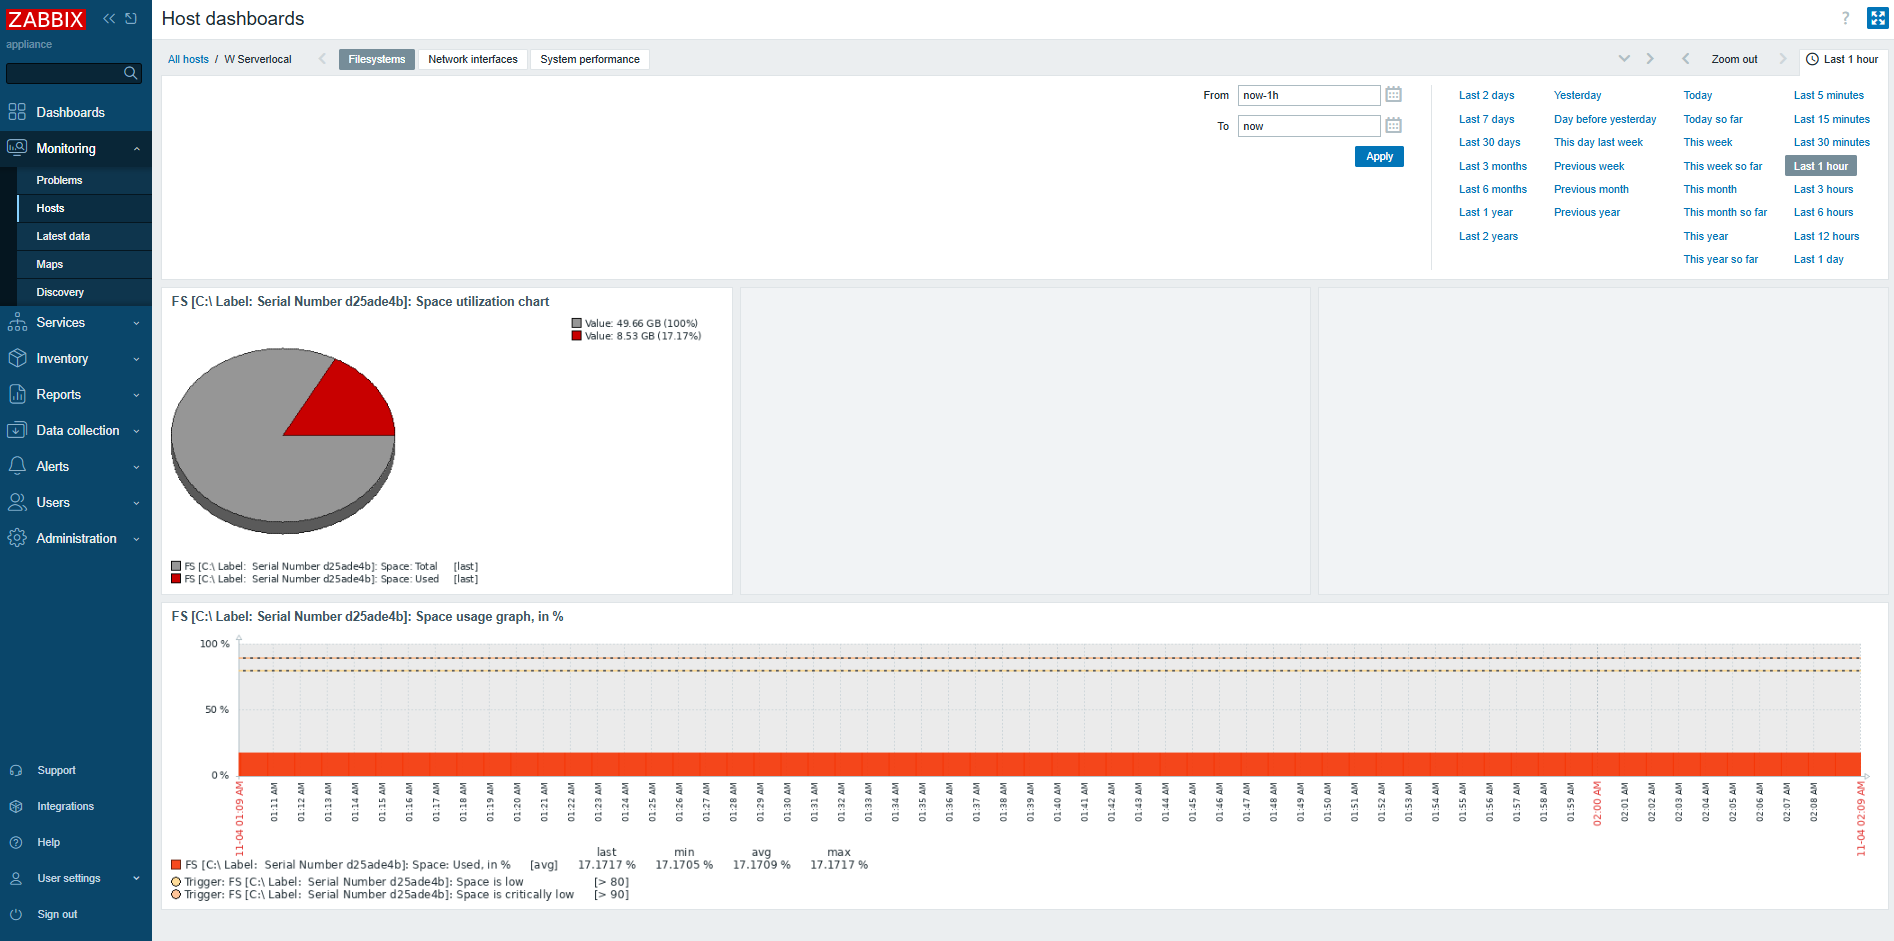 ZABBIX
appliance
Dashboards
Monitoring
Problems
Hosts
Latest data
Maps
Discovery
Services
Inventory
Reports
Data collection
Alerts
Users
Administration
Support
Integrations
Help
User settings
Sign out
Host dashboards
?
All hosts / W Serverlocal
Filesystems Network interfaces System performance
Zoom out
Last 1 hour
From now-1h
To now
Apply
Last 2 days Yesterday Today Last 5 minutes
Last 7 days Day before yesterday Today so far Last 15 minutes
Last 30 days This day last week This week Last 30 minutes
Last 3 months Previous week This week so far Last 1 hour
Last 6 months Previous month This month Last 3 hours
Last 1 year Previous year This month so far Last 6 hours
Last 2 years This year Last 12 hours
This year so far Last 1 day
FS [C:\ Label: Serial Number d25ade4b]: Space utilization chart
Value: 49.66 GB (100%)
Value: 8.53 GB (17.17%)
FS [C:\ Label: Serial Number d25ade4b]: Space: Total [last]
FS [C:\ Label: Serial Number d25ade4b]: Space: Used [last]
FS [C:\ Label: Serial Number d25ade4b]: Space usage graph, in %
100 %
50 %
0 %
11-04 01:09 AM 01:11 AM 01:12 AM 01:13 AM 01:14 AM 01:15 AM 01:16 AM 01:17 AM 01:18 AM 01:19 AM 01:20 AM 01:21 AM 01:22 AM 01:23 AM 01:24 AM 01:25 AM 01:26 AM 01:27 AM 01:28 AM 01:29 AM 01:30 AM 01:31 AM 01:32 AM 01:33 AM 01:34 AM 01:35 AM 01:36 AM 01:37 AM 01:38 AM 01:39 AM 01:40 AM 01:41 AM 01:42 AM 01:43 AM 01:44 AM 01:45 AM 01:46 AM 01:47 AM 01:48 AM 01:49 AM 01:50 AM 01:51 AM 01:52 AM 01:53 AM 01:54 AM 01:55 AM 01:56 AM 01:57 AM 01:58 AM 01:59 AM 02:00 AM 02:01 AM 02:02 AM 02:03 AM 02:04 AM 02:05 AM 02:06 AM 02:07 AM 02:08 AM 11-04 02:09 AM
last min avg max
FS [C:\ Label: Serial Number d25ade4b]: Space: Used, in % [avg] 17.1717 % 17.1705 % 17.1709 % 17.1717 %
Trigger: FS [C:\ Label: Serial Number d25ade4b]: Space is low [> 80]
Trigger: FS [C:\ Label: Serial Number d25ade4b]: Space is critically low [> 90]